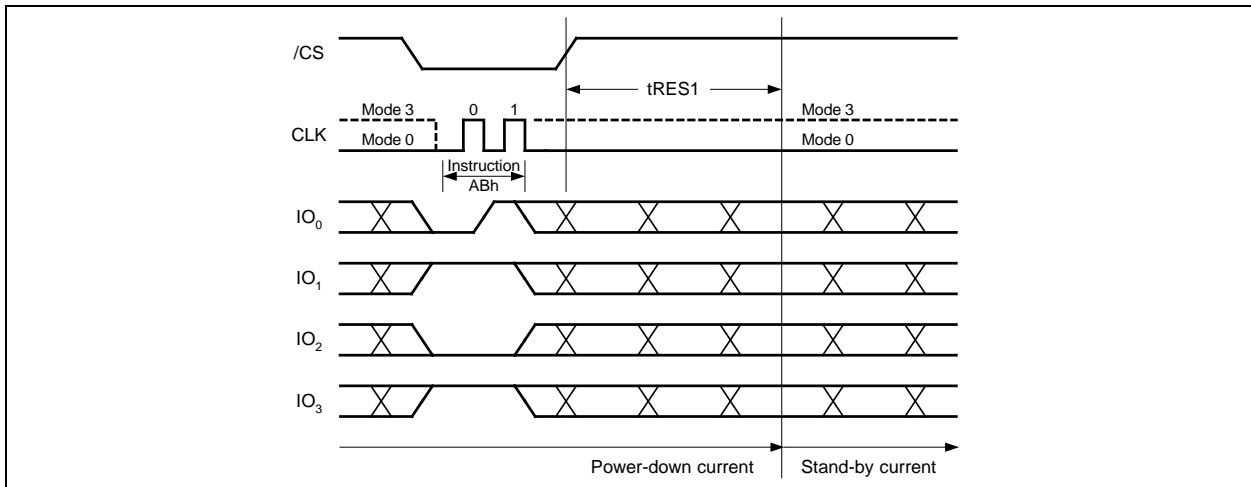 /CS
tRES1
Mode 3 0 1 Mode 3
CLK
Mode 0 Mode 0
Instruction
ABh
IO0
IO1
IO2
IO3
Power-down current Stand-by current